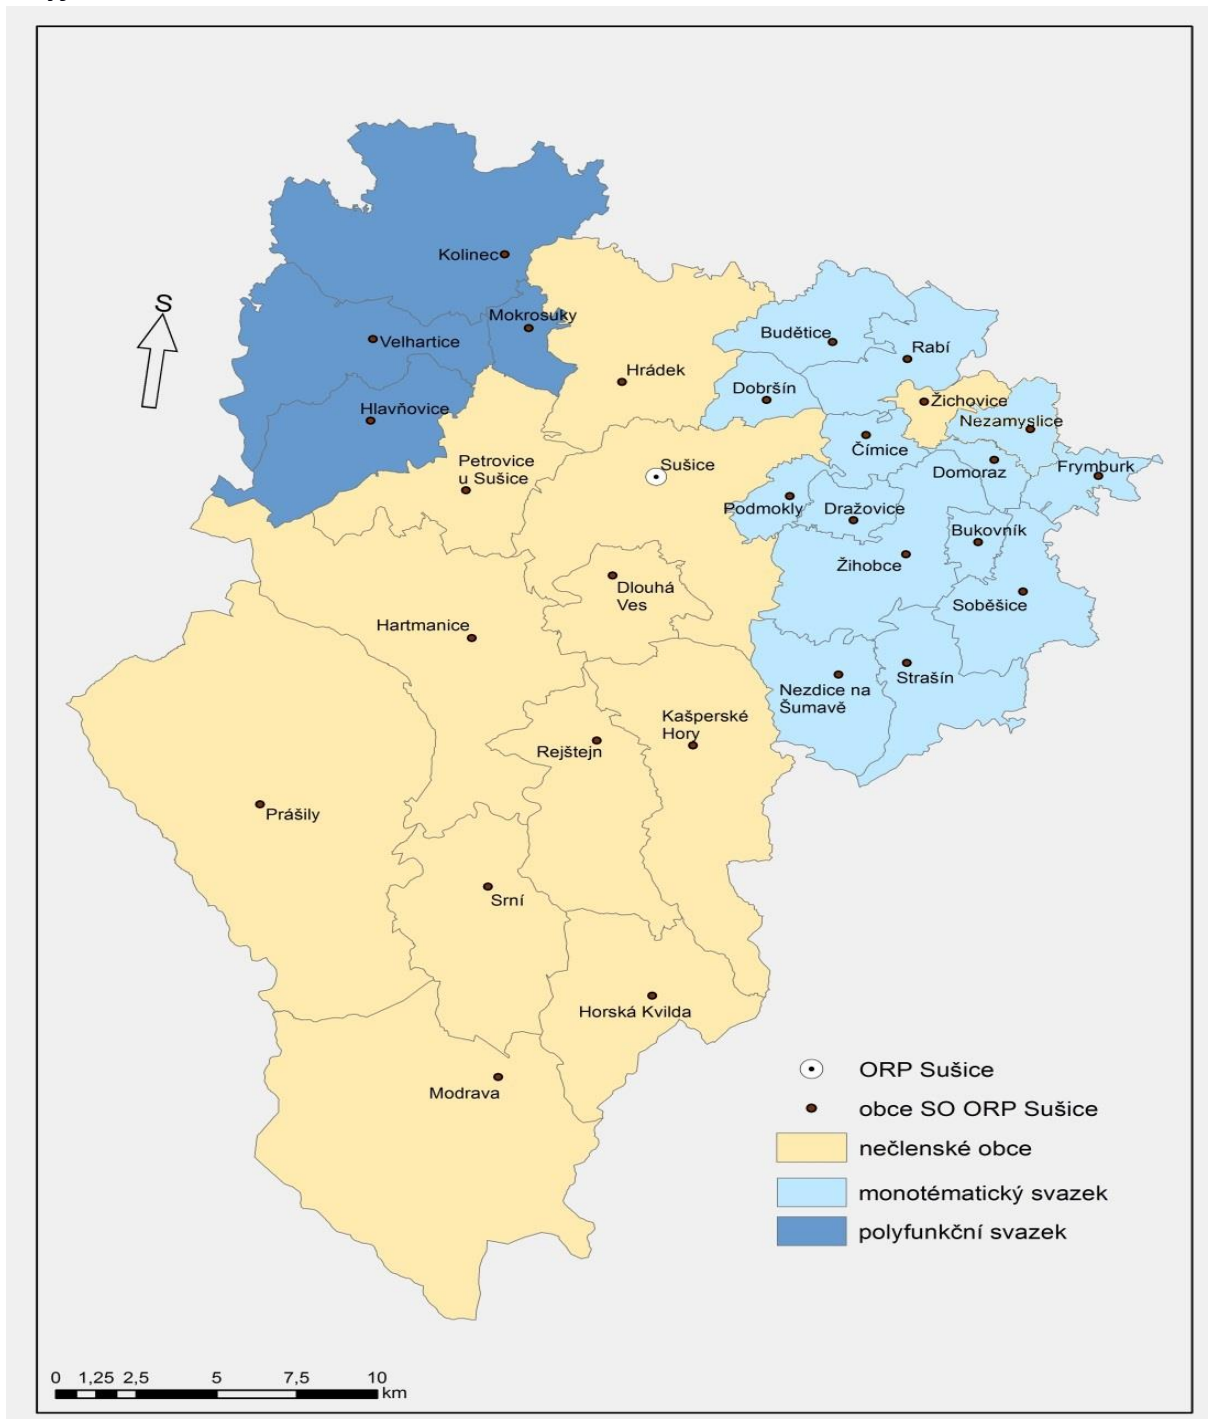 Kolinec
S
Mokrosuky
Budětice
Velhartice
Rabí
Hrádek
Dobršín
Žichovice
Hlavňovice
Nezamyslice
Čímice
Petrovice
u Sušice
Sušice
Domoraz
Frymburk
Podmokly
Dražovice
Bukovník
Žihobce
Dlouhá
Ves
Soběšice
Hartmanice
Strašín
Nezdice na
Šumavě
Kašperské
Hory
Rejštejn
Prášily
Srní
Horská Kvilda
Modrava
ORP Sušice
obce SO ORP Sušice
nečlenské obce
monotématický svazek
polyfunkční svazek
0 1,25 2,5 5 7,5 10
km